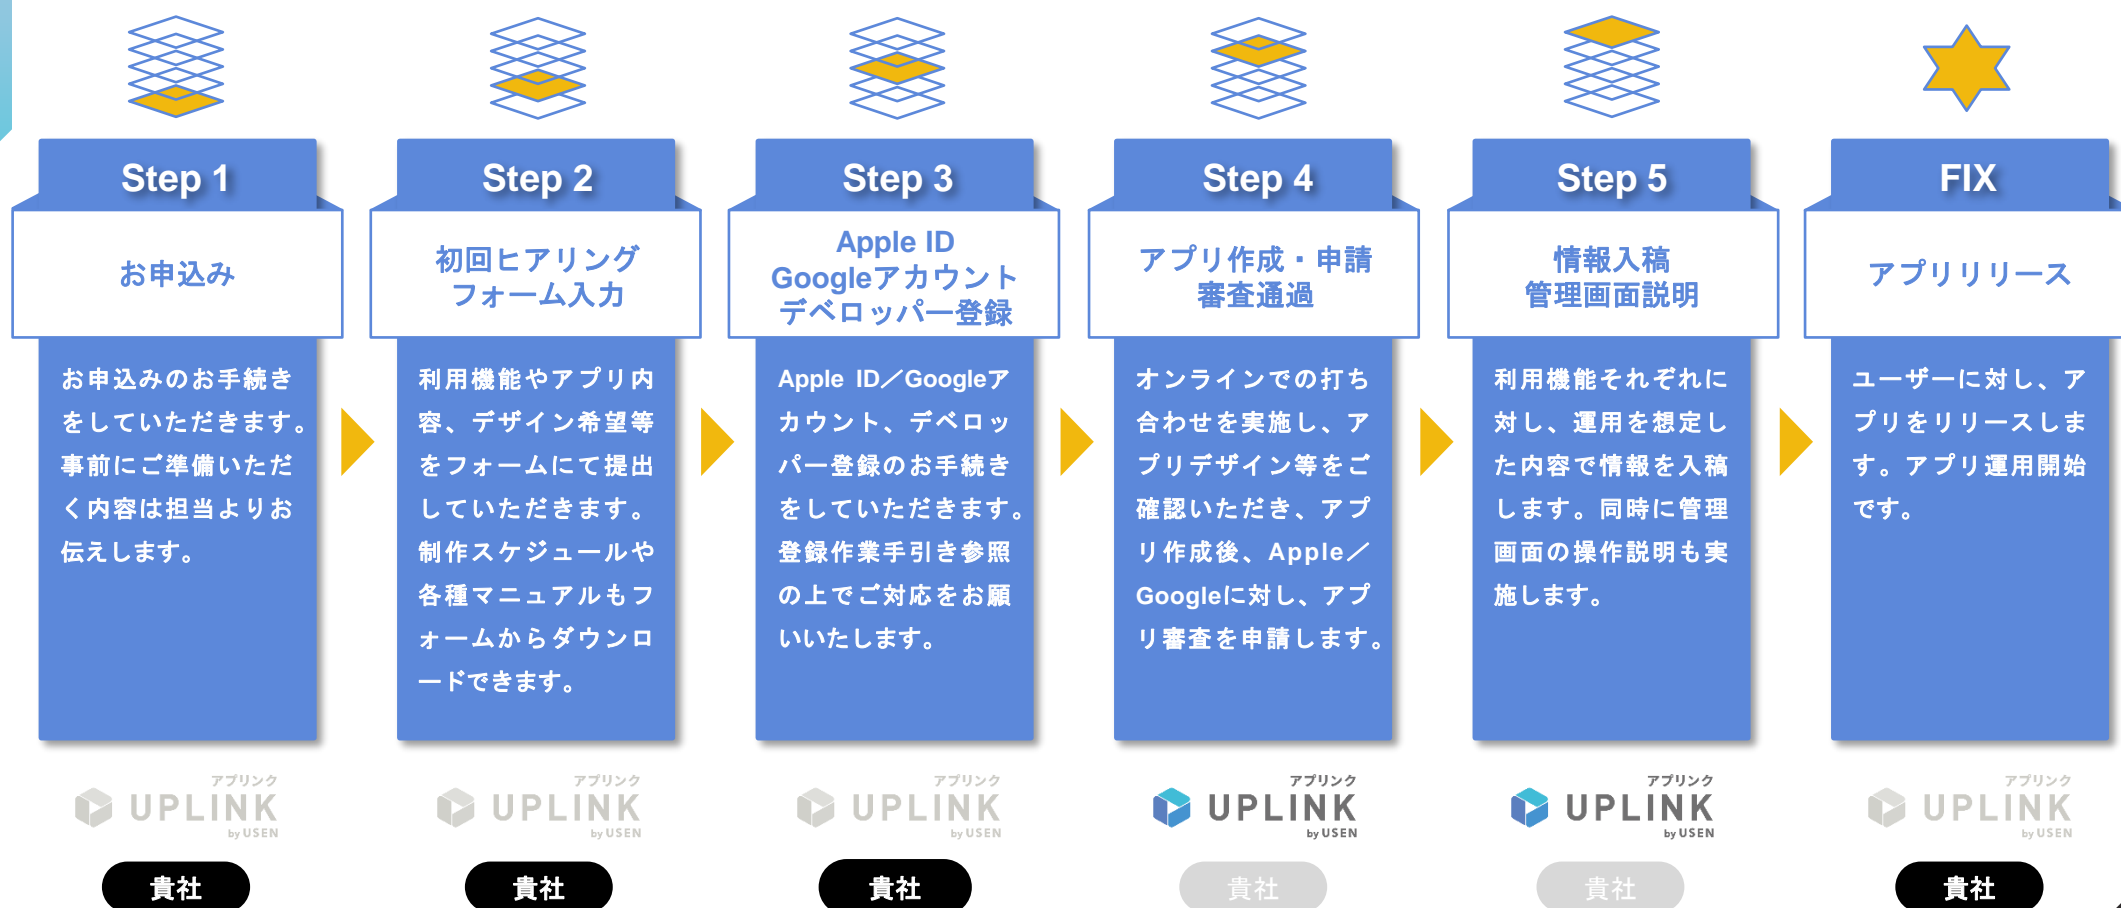 Step 1
お申込み
お申込みのお手続き
をしていただきます。
事前にご準備いただ
く内容は担当よりお
伝えします。
アプリンク
UPLINK
by USEN
貴社
Step 2
初回ヒアリング
フォーム入力
利用機能やアプリ内
容、デザイン希望等
をフォームにて提出
していただきます。
制作スケジュールや
各種マニュアルもフ
ォームからダウンロ
ードできます。
アプリンク
UPLINK
by USEN
貴社
Step 3
Apple ID
Googleアカウント
デベロッパー登録
Apple ID／Googleア
カウント、デベロッ
パー登録のお手続き
をしていただきます。
登録作業手引き参照
の上でご対応をお願
いいたします。
アプリンク
UPLINK
by USEN
貴社
Step 4
アプリ作成・申請
審査通過
オンラインでの打ち
合わせを実施し、ア
プリデザイン等をご
確認いただき、アプ
リ作成後、Apple／
Googleに対し、アプ
リ審査を申請します。
アプリンク
UPLINK
by USEN
貴社
Step 5
情報入稿
管理画面説明
利用機能それぞれに
対し、運用を想定し
た内容で情報を入稿
します。同時に管理
画面の操作説明も実
施します。
アプリンク
UPLINK
by USEN
貴社
FIX
アプリリリース
ユーザーに対し、ア
プリをリリースしま
す。アプリ運用開始
です。
アプリンク
UPLINK
by USEN
貴社